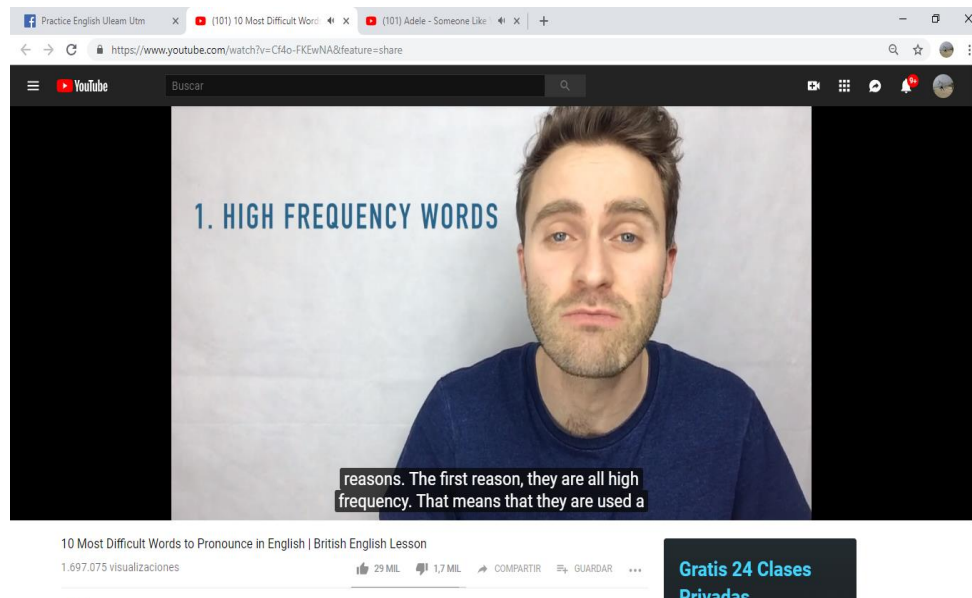 Practice English Uleam Utm
(101) 10 Most Difficult Word
(101) Adele - Someone Like
https://www.youtube.com/watch?v=Cf4o-FKEwNA&feature=share
YouTube
Buscar
9+
1. HIGH FREQUENCY WORDS
reasons. The first reason, they are all high
frequency. That means that they are used a
10 Most Difficult Words to Pronounce in English | British English Lesson
1.697.075 visualizaciones
29 MIL 1,7 MIL COMPARTIR GUARDAR
Gratis 24 Clases
Privadas